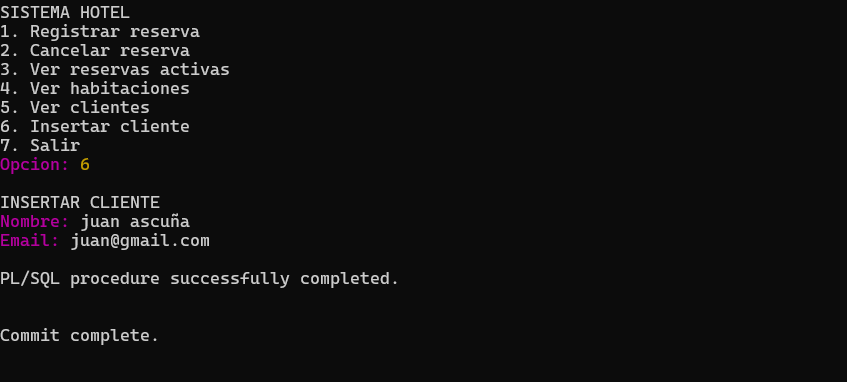 SISTEMA HOTEL
1. Registrar reserva
2. Cancelar reserva
3. Ver reservas activas
4. Ver habitaciones
5. Ver clientes
6. Insertar cliente
7. Salir
Opcion: 6
INSERTAR CLIENTE
Nombre: juan ascuña
Email: juan@gmail.com
PL/SQL procedure successfully completed.
Commit complete.